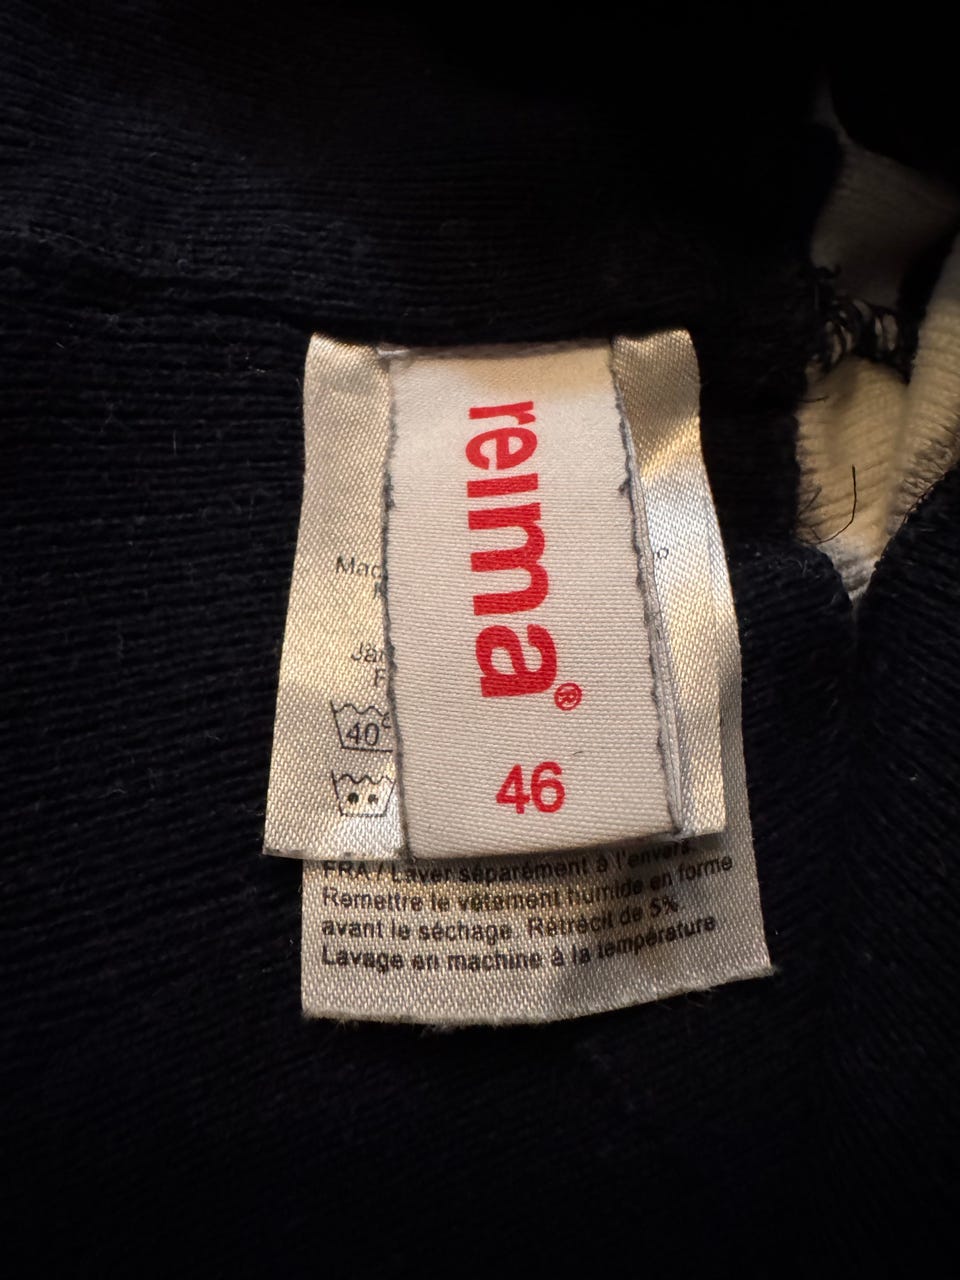 reima®
46
40°
FRA / Laver séparément à l'envers.
Remettre le vêtement humide en forme
avant le séchage. Rétrécit de 5%
Lavage en machine à la température